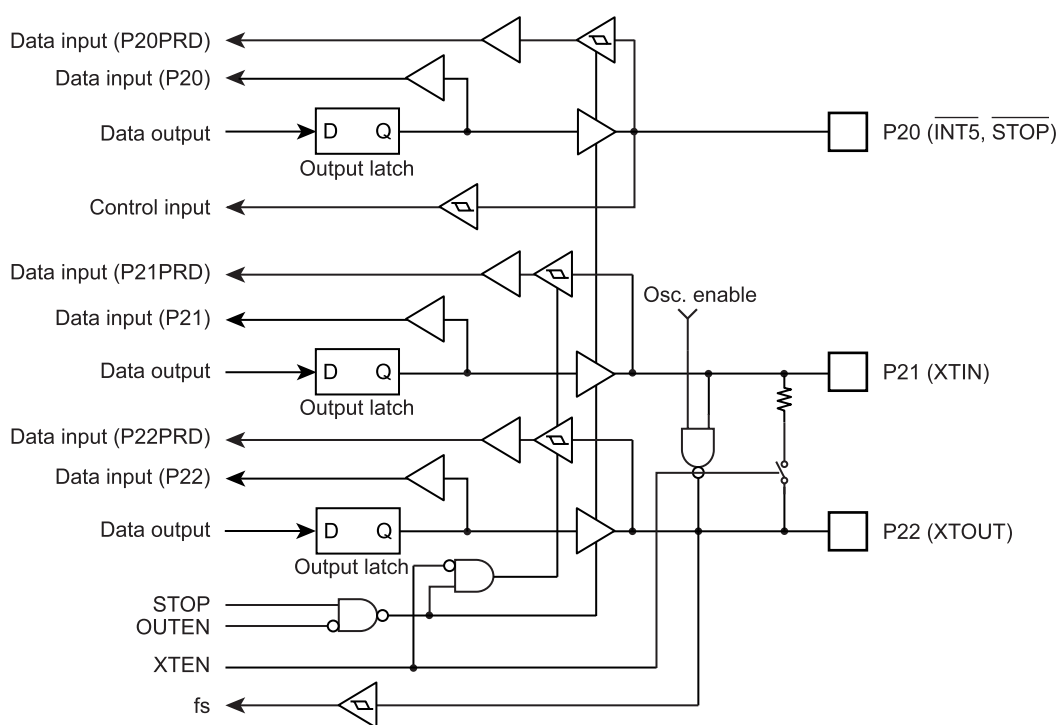 Data input (P20PRD)
Data input (P20)
Data output
D Q
Output latch
P20 (INT5, STOP)
Control input
Data input (P21PRD)
Osc. enable
Data input (P21)
Data output
D Q
Output latch
P21 (XTIN)
Data input (P22PRD)
Data input (P22)
Data output
D Q
Output latch
P22 (XTOUT)
STOP
OUTEN
XTEN
fs